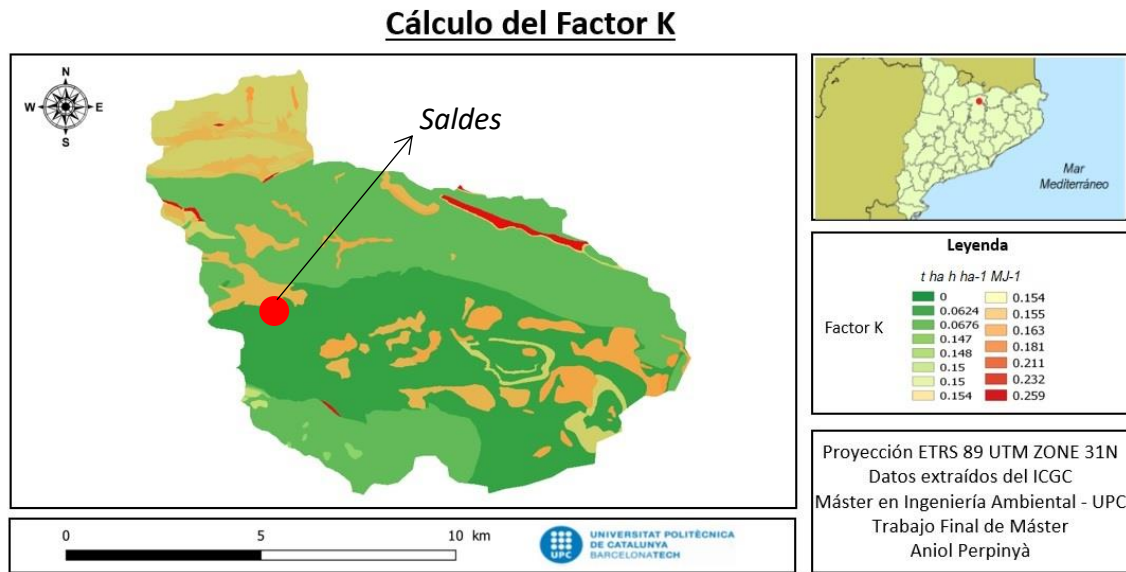 Cálculo del Factor K
N
W
E
S
Saldes
Mar
Mediterráneo
Leyenda
t ha h ha-1 MJ-1
Factor K
0
0.0624
0.0676
0.147
0.148
0.15
0.15
0.154
0.154
0.155
0.163
0.181
0.211
0.232
0.259
Proyección ETRS 89 UTM ZONE 31N
Datos extraídos del ICGC
Máster en Ingeniería Ambiental - UPC
Trabajo Final de Máster
Aniol Perpinyà
0 5 10 km
UPC
UNIVERSITAT POLITÈCNICA
DE CATALUNYA
BARCELONATECH